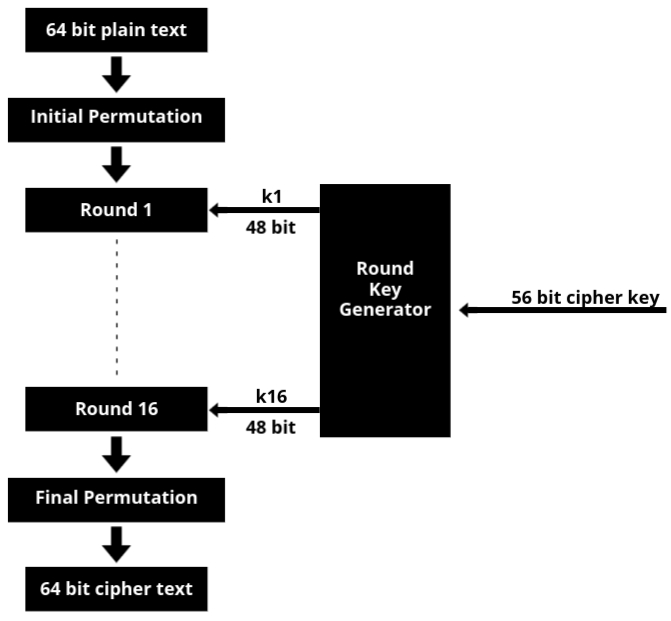 64 bit plain text
Initial Permutation
Round 1
k1
48 bit
Round
Key
Generator
56 bit cipher key
Round 16
k16
48 bit
Final Permutation
64 bit cipher text